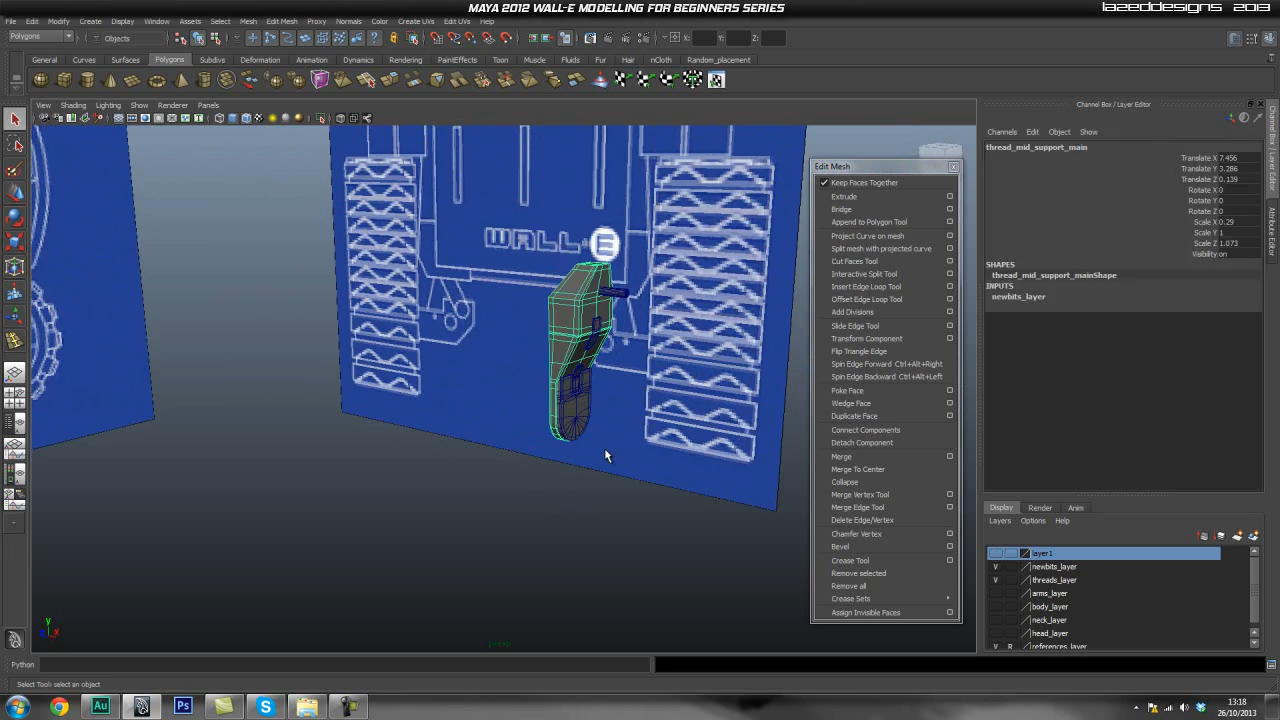 MAYA 2012 WALL-E MODELLING FOR BEGINNERS SERIES
LAZEDDESIGNS 2013
File Edit Modify Create Display Window Assets Select Mesh Edit Mesh Proxy Normals Color Create UVs Edit UVs Help
Polygons Objects X: Y: Z:
General Curves Surfaces Polygons Subdivs Deformation Animation Dynamics Rendering PaintEffects Toon Muscle Fluids Fur Hair nCloth Random_placement
View Shading Lighting Show Renderer Panels
WALL·E
persp
y
x
Edit Mesh
Keep Faces Together
Extrude
Bridge
Append to Polygon Tool
Project Curve on mesh
Split mesh with projected curve
Cut Faces Tool
Interactive Split Tool
Insert Edge Loop Tool
Offset Edge Loop Tool
Add Divisions
Slide Edge Tool
Transform Component
Flip Triangle Edge
Spin Edge Forward Ctrl+Alt+Right
Spin Edge Backward Ctrl+Alt+Left
Poke Face
Wedge Face
Duplicate Face
Connect Components
Detach Component
Merge
Merge To Center
Collapse
Merge Vertex Tool
Merge Edge Tool
Delete Edge/Vertex
Chamfer Vertex
Bevel
Crease Tool
Remove selected
Remove all
Crease Sets
Assign Invisible Faces
Channel Box / Layer Editor
Channels Edit Object Show
thread_mid_support_main
Translate X 7.456
Translate Y 3.286
Translate Z 0.139
Rotate X 0
Rotate Y 0
Rotate Z 0
Scale X 0.29
Scale Y 1
Scale Z 1.073
Visibility on
SHAPES
thread_mid_support_mainShape
INPUTS
newbits_layer
Channel Box / Layer Editor
Attribute Editor
Display Render Anim
Layers Options Help
layer1
V newbits_layer
V threads_layer
arms_layer
body_layer
neck_layer
head_layer
V R references_layer
Python
Select Tool: select an object
Au
Ps
13:18
26/10/2013